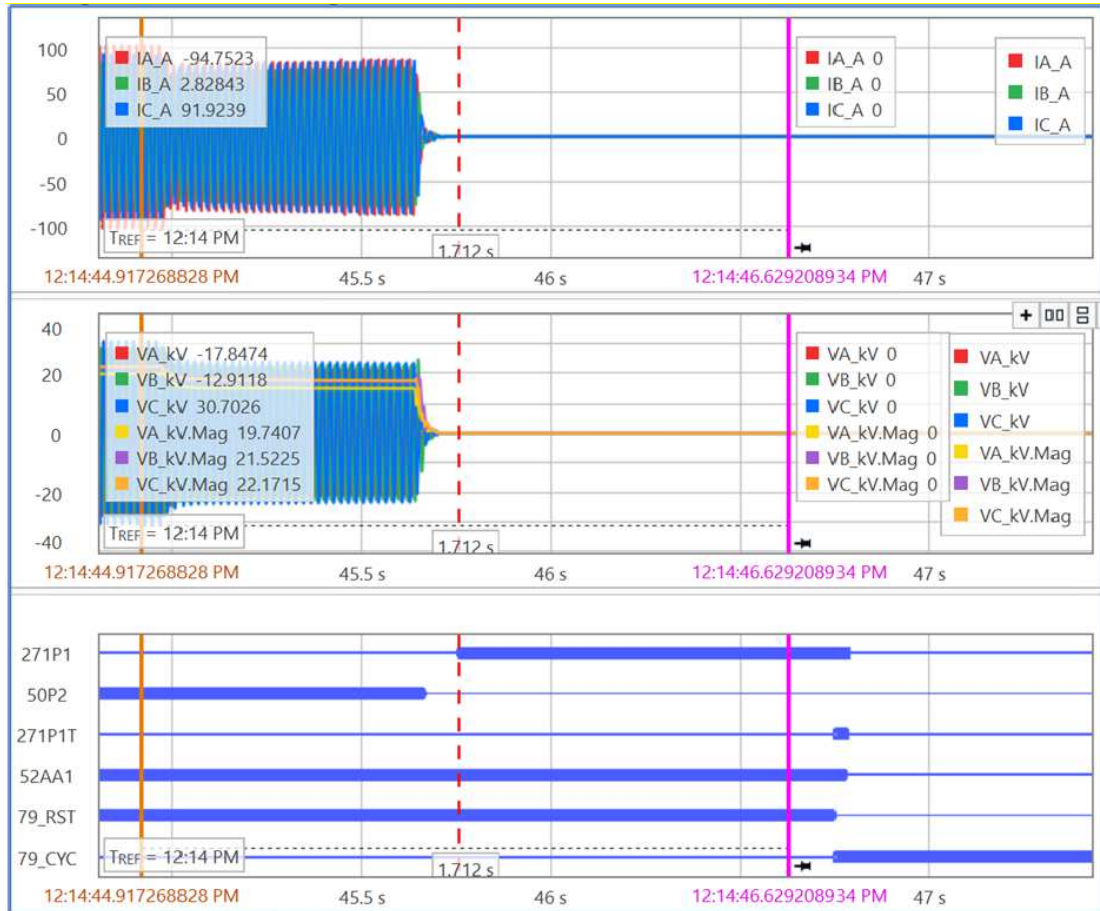 100
50
0
-50
-100
IA_A -94.7523
IB_A 2.82843
IC_A 91.9239
IA_A 0
IB_A 0
IC_A 0
IA_A
IB_A
IC_A
TREF = 12:14 PM
1.712 s
12:14:44.917268828 PM 45.5 s 46 s 12:14:46.629208934 PM 47 s
40
20
0
-20
-40
VA_kV -17.8474
VB_kV -12.9118
VC_kV 30.7026
VA_kV.Mag 19.7407
VB_kV.Mag 21.5225
VC_kV.Mag 22.1715
VA_kV 0
VB_kV 0
VC_kV 0
VA_kV.Mag 0
VB_kV.Mag 0
VC_kV.Mag 0
VA_kV
VB_kV
VC_kV
VA_kV.Mag
VB_kV.Mag
VC_kV.Mag
TREF = 12:14 PM
1.712 s
12:14:44.917268828 PM 45.5 s 46 s 12:14:46.629208934 PM 47 s
271P1
50P2
271P1T
52AA1
79_RST
79_CYC
TREF = 12:14 PM
1.712 s
12:14:44.917268828 PM 45.5 s 46 s 12:14:46.629208934 PM 47 s